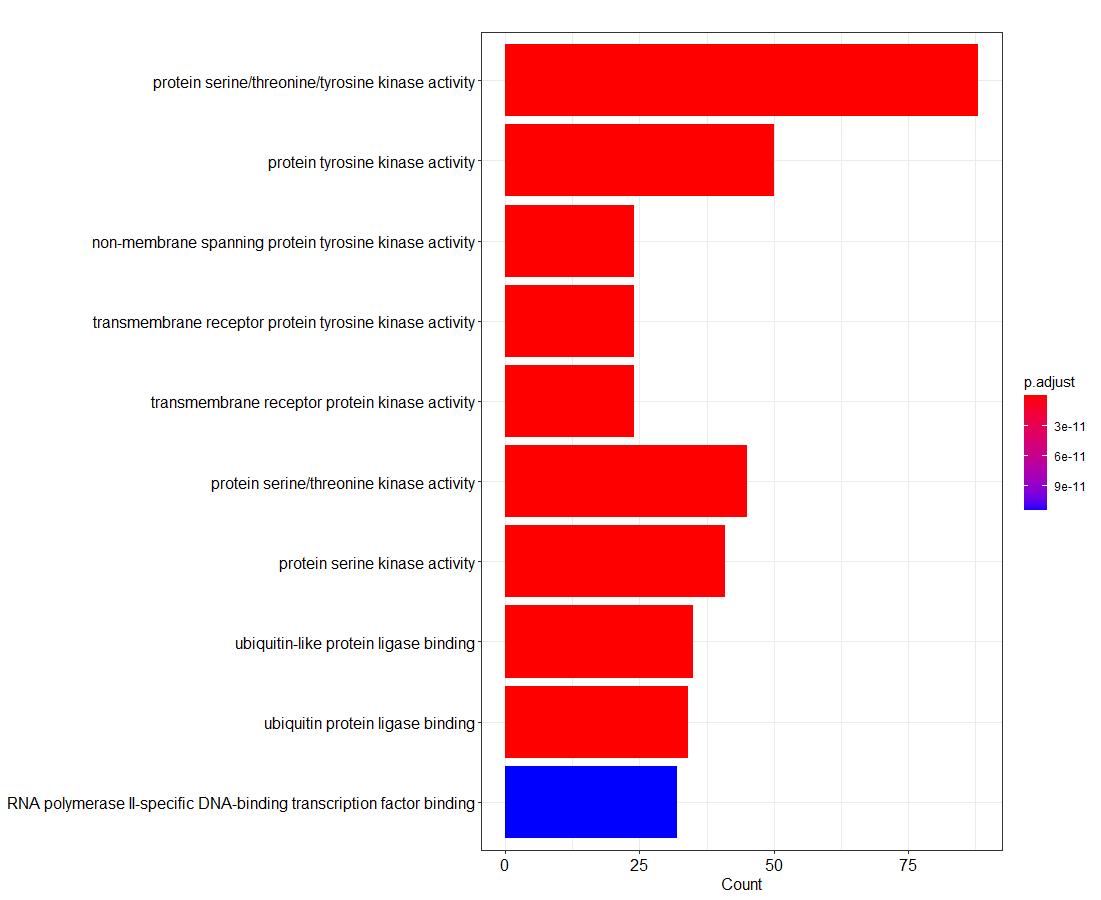 protein serine/threonine/tyrosine kinase activity
protein tyrosine kinase activity
non-membrane spanning protein tyrosine kinase activity
transmembrane receptor protein tyrosine kinase activity
transmembrane receptor protein kinase activity
protein serine/threonine kinase activity
protein serine kinase activity
ubiquitin-like protein ligase binding
ubiquitin protein ligase binding
RNA polymerase II-specific DNA-binding transcription factor binding
0 25 50 75
Count
p.adjust
3e-11
6e-11
9e-11